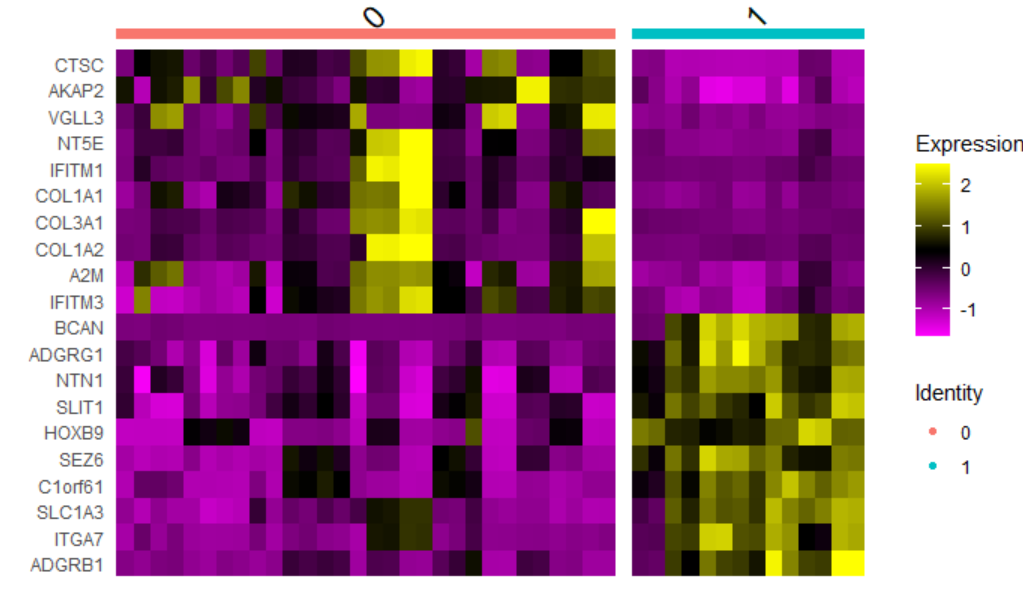 0 1
CTSC
AKAP2
VGLL3
NT5E
IFITM1
COL1A1
COL3A1
COL1A2
A2M
IFITM3
BCAN
ADGRG1
NTN1
SLIT1
HOXB9
SEZ6
C1orf61
SLC1A3
ITGA7
ADGRB1
Expression
2
1
0
-1
Identity
0
1